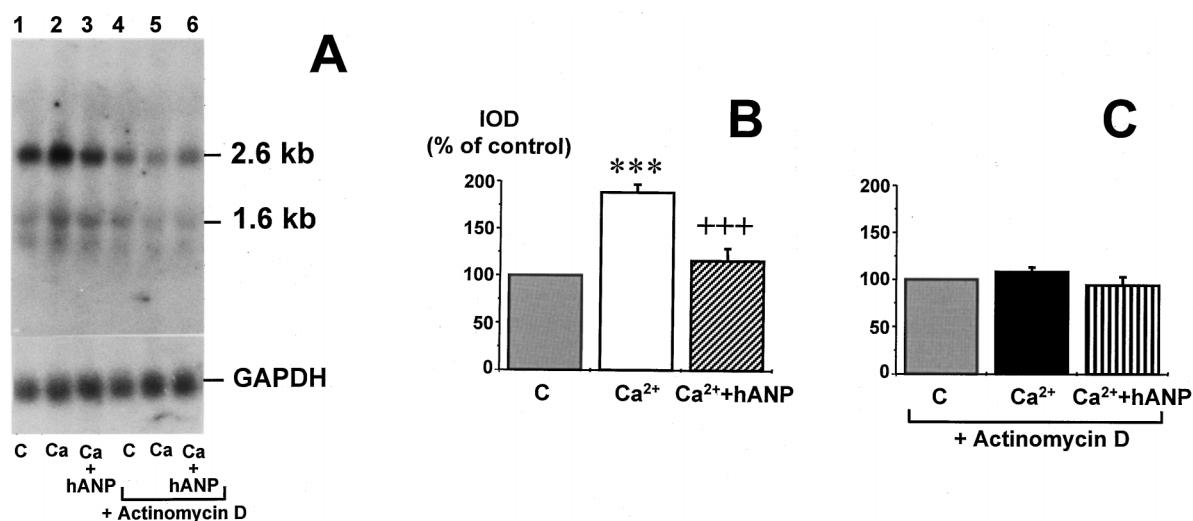 1 2 3 4 5 6
A
2.6 kb
1.6 kb
GAPDH
C Ca Ca C Ca Ca
+ +
hANP hANP
+ Actinomycin D
B
IOD
(% of control)
200
150
100
50
0
***
+++
C Ca²⁺ Ca²⁺+hANP
C
200
150
100
50
0
C Ca²⁺ Ca²⁺+hANP
+ Actinomycin D